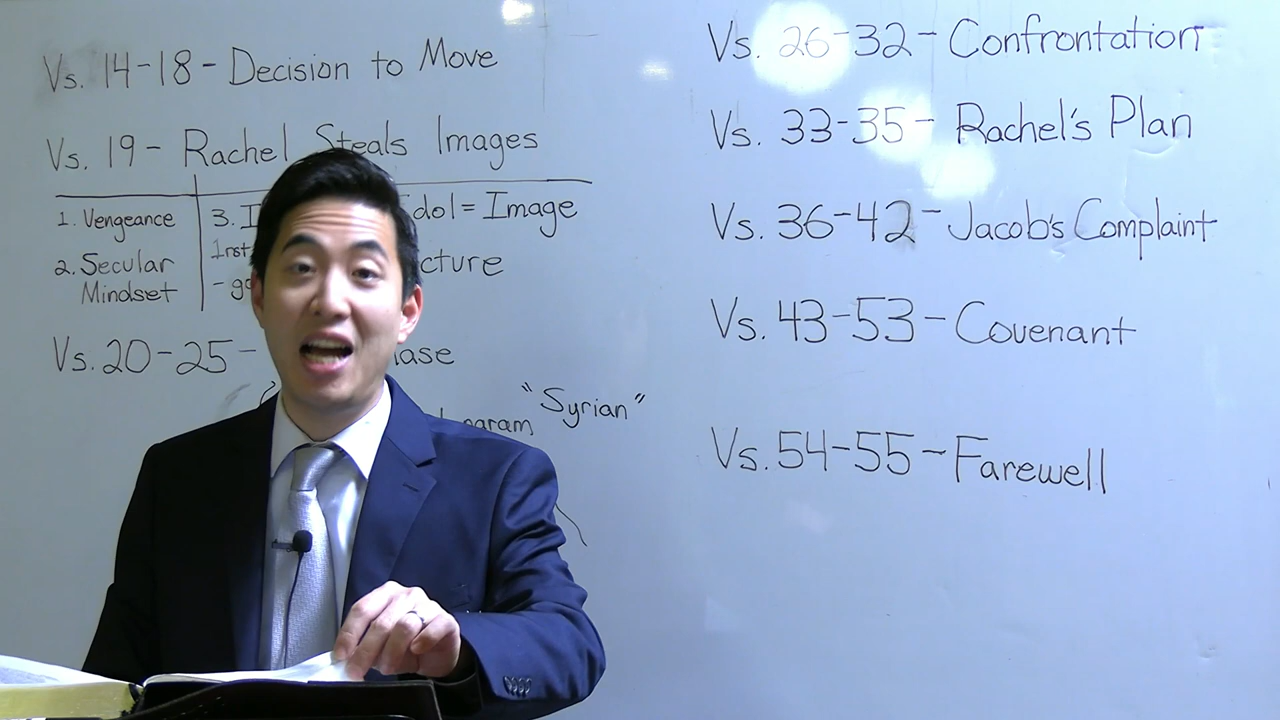 Vs. 14-18- Decision to Move
Vs. 19- Rachel Steals Images
1. Vengeance
2. Secular
Mindset
3.
dol = Image
cture
Vs. 20-25-
ase
"Syrian"
Vs. 26-32- Confrontation
Vs. 33-35- Rachel's Plan
Vs. 36-42- Jacob's Complaint
Vs. 43-53- Covenant
Vs. 54-55- Farewell